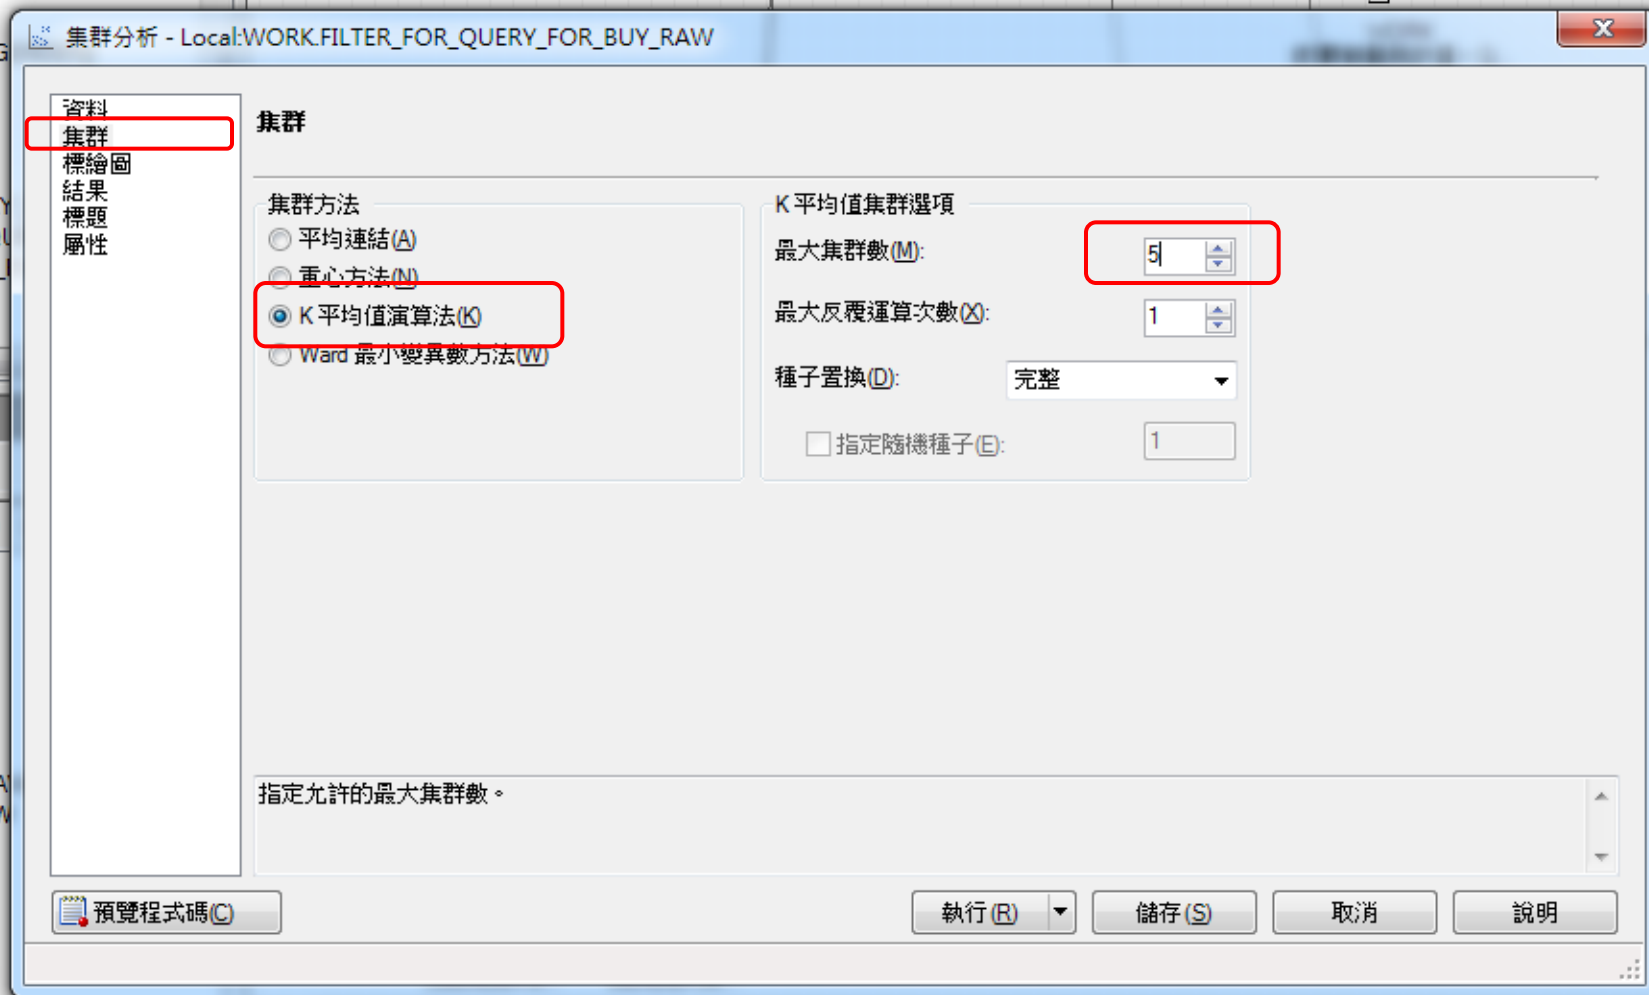 集群分析 - Local:WORK.FILTER_FOR_QUERY_FOR_BUY_RAW
x
資料
集群
標繪圖
結果
標題
屬性
集群
集群方法
平均連結(A)
重心方法(N)
K 平均值演算法(K)
Ward 最小變異數方法(W)
K 平均值集群選項
最大集群數(M):
5
最大反覆運算次數(X):
1
種子置換(D):
完整
指定隨機種子(E):
1
指定允許的最大集群數。
預覽程式碼(C)
執行(R)
儲存(S)
取消
說明